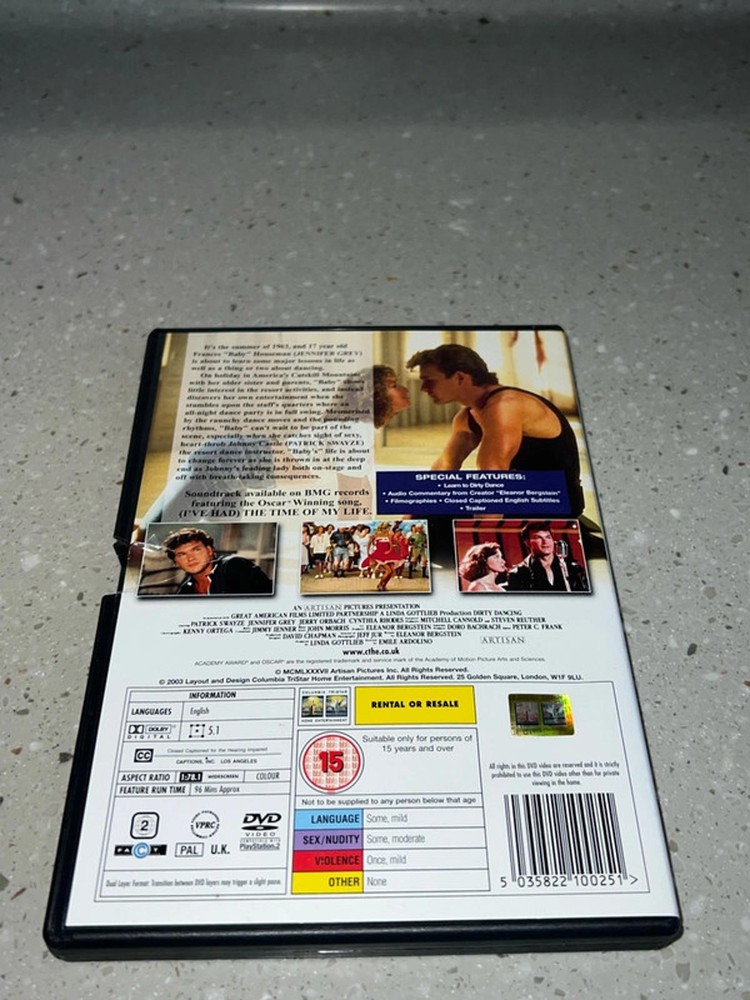 It's the summer of 1963, and 17 year old
Frances "Baby" Houseman (JENNIFER GREY)
is about to learn some major lessons in life as
well as a thing or two about dancing.
On holiday in America's Catskill Mountains
with her older sister and parents, "Baby" shows
little interest in the resort activities, and instead
discovers her own entertainment when she
stumbles upon the staff's quarters where an
all-night dance party is in full swing. Mesmerised
by the raunchy dance moves and the pounding
rhythms, "Baby" can't wait to be part of the
scene, especially when she catches sight of sexy,
heart-throb Johnny Castle (PATRICK SWAYZE)
the resort dance instructor. "Baby's" life is about
to change forever as she is thrown in at the deep
end as Johnny's leading lady both on-stage and
off with breath-taking consequences.
Soundtrack available on BMG records
featuring the Oscar® Winning song,
(I'VE HAD) THE TIME OF MY LIFE.
SPECIAL FEATURES:
• Learn to Dirty Dance
• Audio Commentary from Creator "Eleanor Bergstein"
• Filmographies • Closed Captioned English Subtitles
• Trailer
AN ARTISAN PICTURES PRESENTATION
GREAT AMERICAN FILMS LIMITED PARTNERSHIP A LINDA GOTTLIEB Production DIRTY DANCING
PATRICK SWAYZE JENNIFER GREY JERRY ORBACH CYNTHIA RHODES MITCHELL CANNOLD STEVEN REUTHER
KENNY ORTEGA JIMMY IENNER JOHN MORRIS ELEANOR BERGSTEIN DORO BACHRACH PETER C. FRANK
DAVID CHAPMAN JEFF JUR ELEANOR BERGSTEIN
LINDA GOTTLIEB EMILE ARDOLINO
ARTISAN
www.cthe.co.uk
ACADEMY AWARD® and OSCAR® are the registered trademark and service mark of the Academy of Motion Picture Arts and Sciences.
© MCMLXXXVII Artisan Pictures Inc. All Rights Reserved.
© 2003 Layout and Design Columbia TriStar Home Entertainment. All Rights Reserved. 25 Golden Square, London, W1F 9LU.
INFORMATION
LANGUAGES English
DOLBY DIGITAL 5.1
CC Closed Captioned for the Hearing Impaired
CAPTIONS, INC. LOS ANGELES
ASPECT RATIO 1:78.1 WIDESCREEN COLOUR
FEATURE RUN TIME 96 Mins Approx
2 VPRC DVD VIDEO
PlayStation.2
FACT PAL U.K.
Dual Layer Format: Transition between DVD layers may trigger a slight pause.
COLUMBIA TRISTAR
HOME ENTERTAINMENT
RENTAL OR RESALE
15
Suitable only for persons of
15 years and over
Not to be supplied to any person below that age
LANGUAGE Some, mild
SEX/NUDITY Some, moderate
VIOLENCE Once, mild
OTHER None
All rights in this DVD video are reserved and it is strictly
prohibited to use this DVD video other than for private
viewing in the home.
5 035822 100251 >